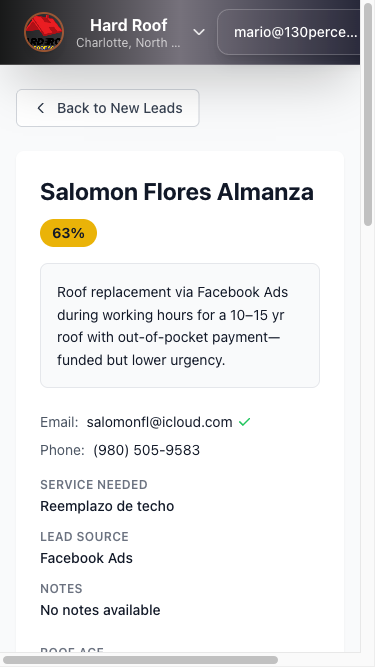 Hard Roof
Charlotte, North ...
mario@130perce...
Back to New Leads
Salomon Flores Almanza
63%
Roof replacement via Facebook Ads
during working hours for a 10–15 yr
roof with out-of-pocket payment—
funded but lower urgency.
Email: salomonfl@icloud.com
Phone: (980) 505-9583
SERVICE NEEDED
Reemplazo de techo
LEAD SOURCE
Facebook Ads
NOTES
No notes available
ROOF AGE